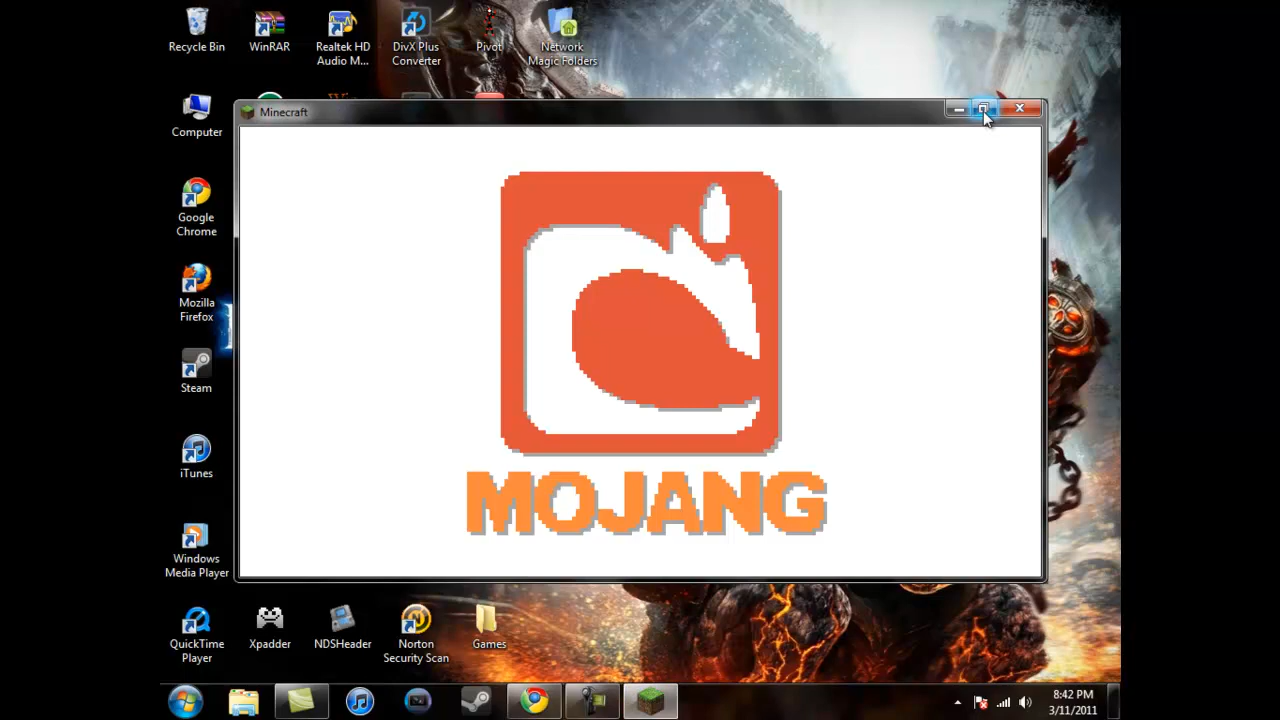 Recycle Bin
WinRAR
Realtek HD
Audio M...
DivX Plus
Converter
Pivot
Network
Magic Folders
Computer
Minecraft
Google
Chrome
Mozilla
Firefox
Steam
iTunes
Windows
Media Player
MOJANG
QuickTime
Player
Xpadder
NDSHeader
Norton
Security Scan
Games
8:42 PM
3/11/2011